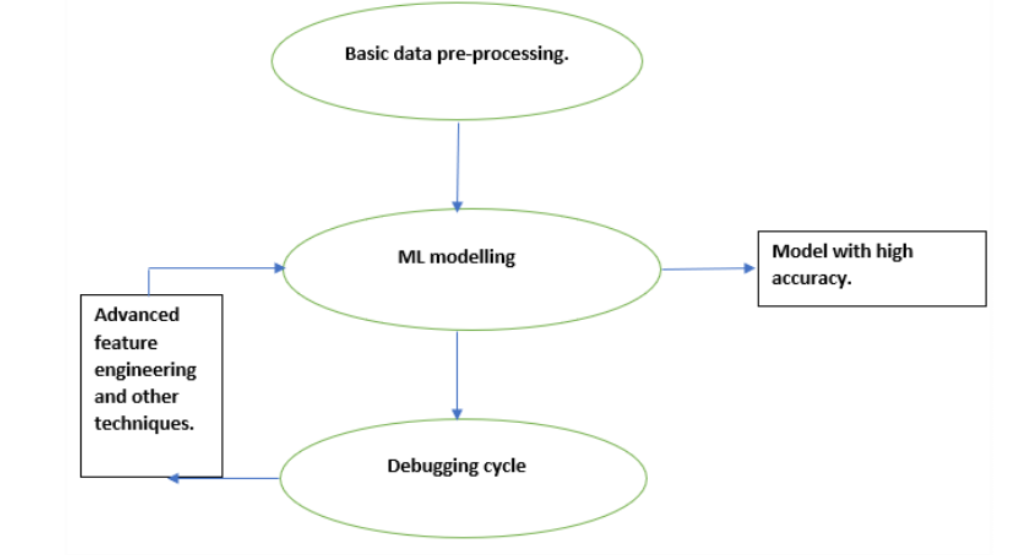 Basic data pre-processing.
ML modelling
Model with high
accuracy.
Advanced
feature
engineering
and other
techniques.
Debugging cycle